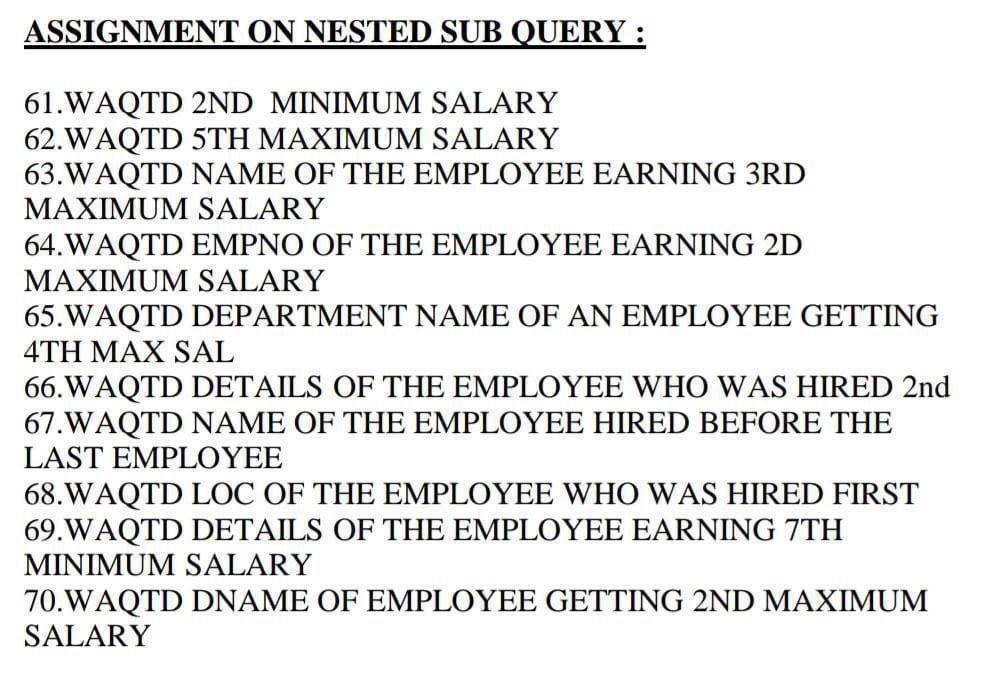 ASSIGNMENT ON NESTED SUB QUERY :
61.WAQTD 2ND  MINIMUM SALARY
62.WAQTD 5TH MAXIMUM SALARY
63.WAQTD NAME OF THE EMPLOYEE EARNING 3RD
MAXIMUM SALARY
64.WAQTD EMPNO OF THE EMPLOYEE EARNING 2D
MAXIMUM SALARY
65.WAQTD DEPARTMENT NAME OF AN EMPLOYEE GETTING
4TH MAX SAL
66.WAQTD DETAILS OF THE EMPLOYEE WHO WAS HIRED 2nd
67.WAQTD NAME OF THE EMPLOYEE HIRED BEFORE THE
LAST EMPLOYEE
68.WAQTD LOC OF THE EMPLOYEE WHO WAS HIRED FIRST
69.WAQTD DETAILS OF THE EMPLOYEE EARNING 7TH
MINIMUM SALARY
70.WAQTD DNAME OF EMPLOYEE GETTING 2ND MAXIMUM
SALARY